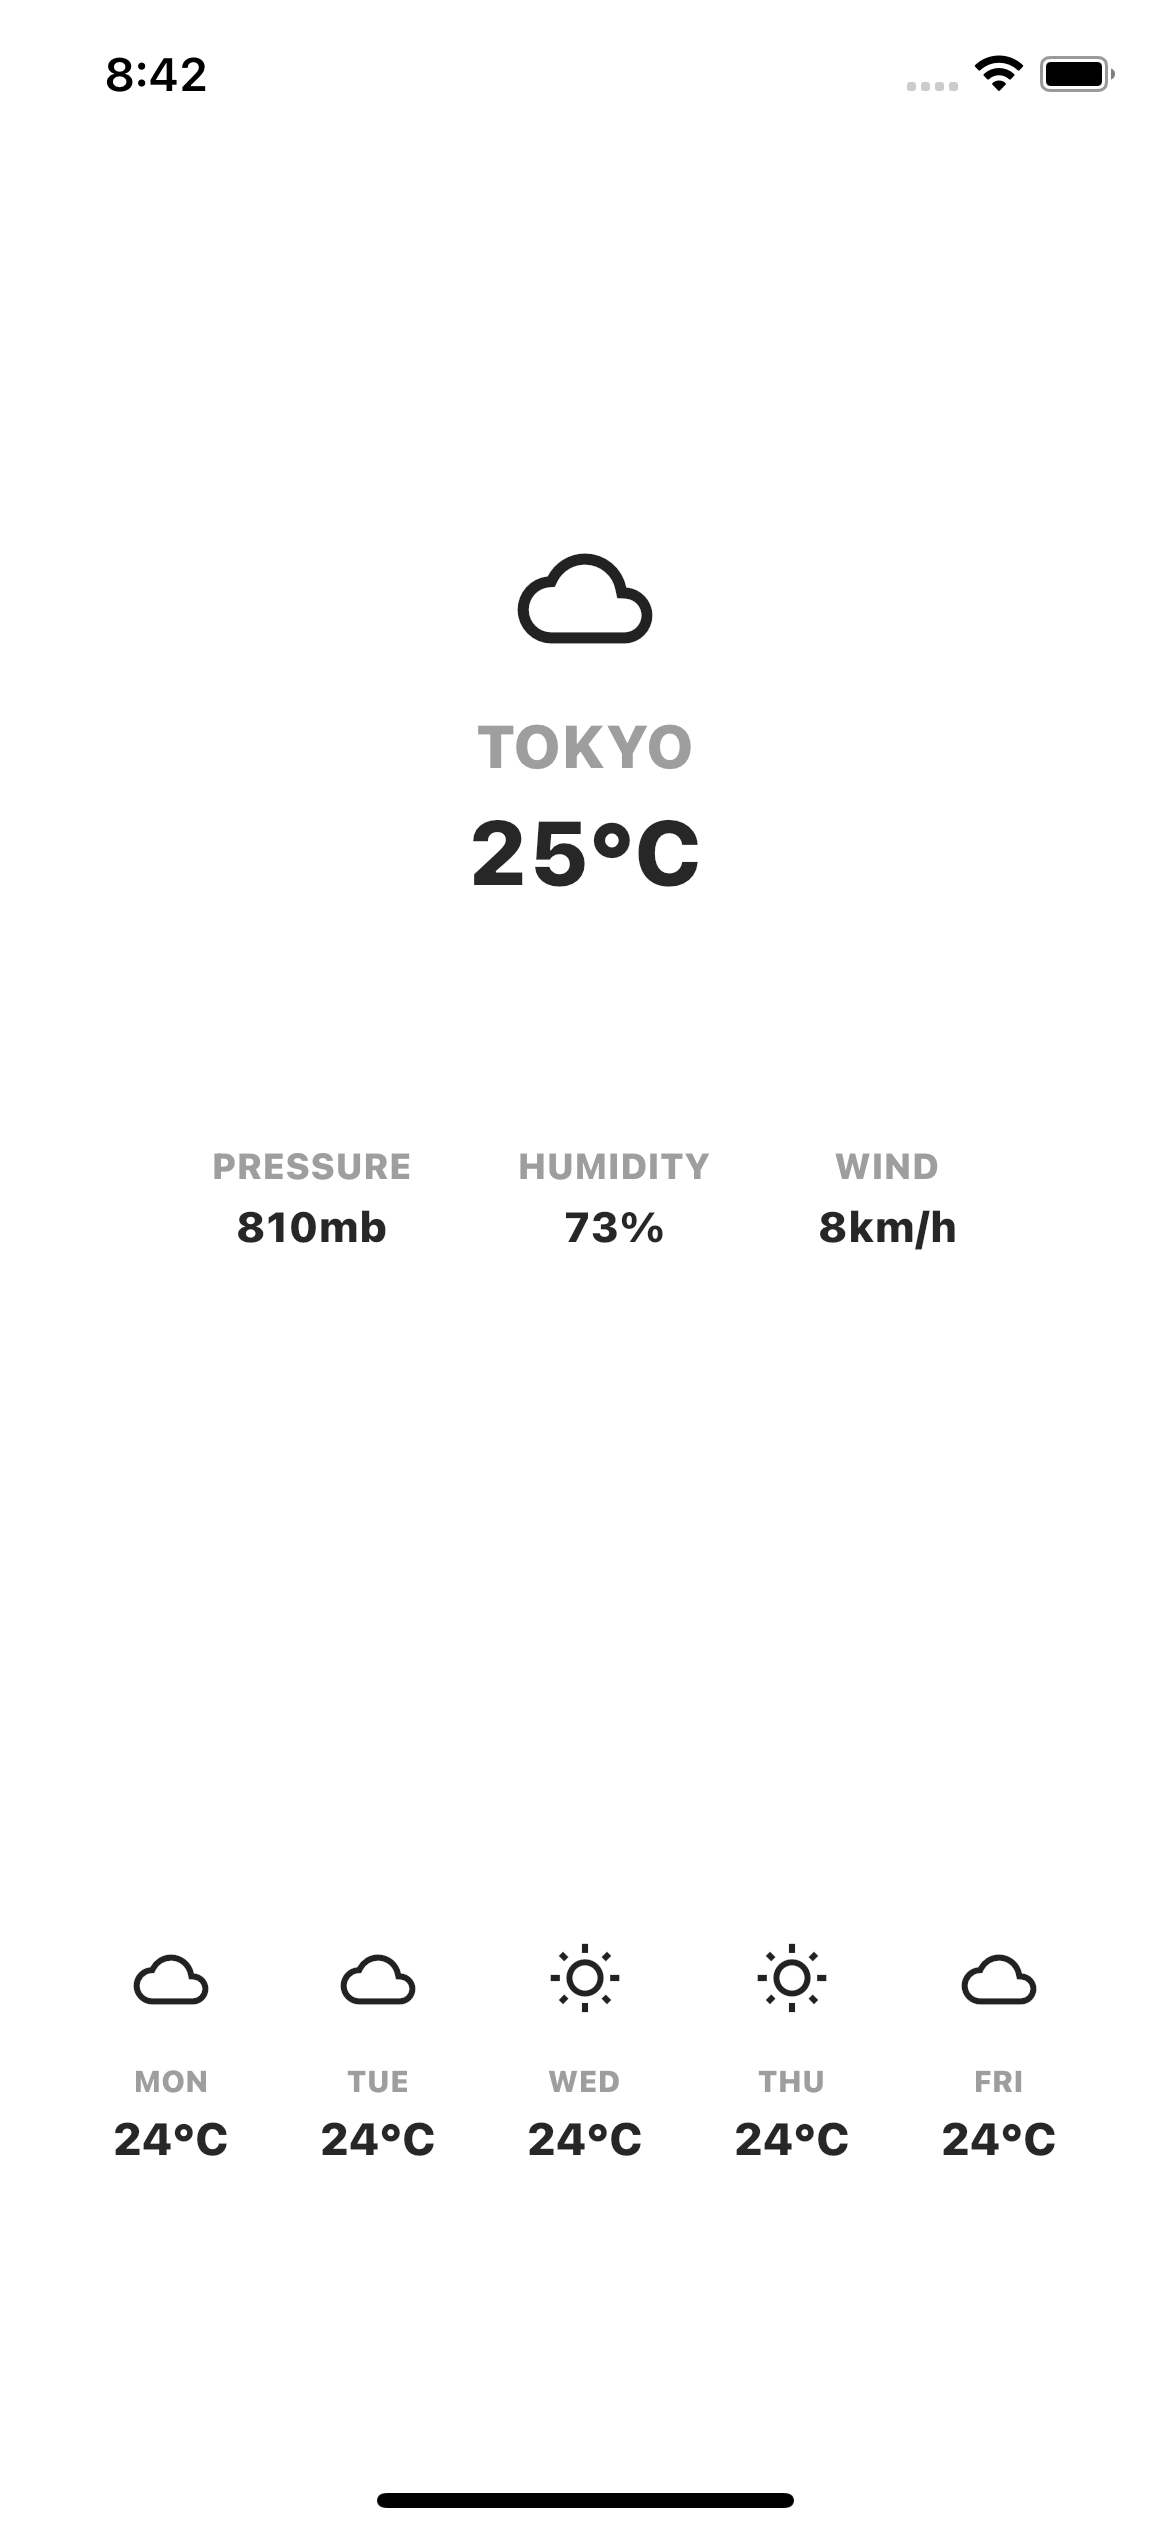 8:42
TOKYO
25°C
PRESSURE HUMIDITY WIND
810mb 73% 8km/h
MON TUE WED THU FRI
24°C 24°C 24°C 24°C 24°C